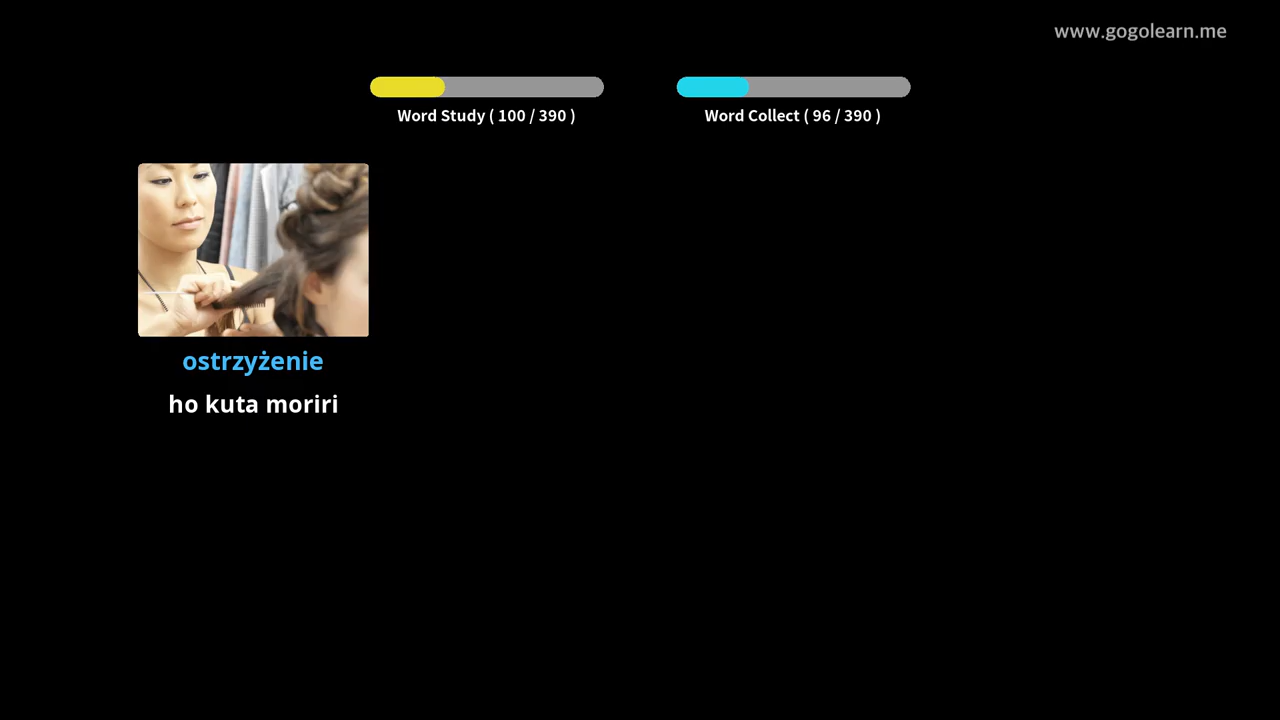 www.gogolearn.me
Word Study ( 100 / 390 )
Word Collect ( 96 / 390 )
ostrzyżenie
ho kuta moriri